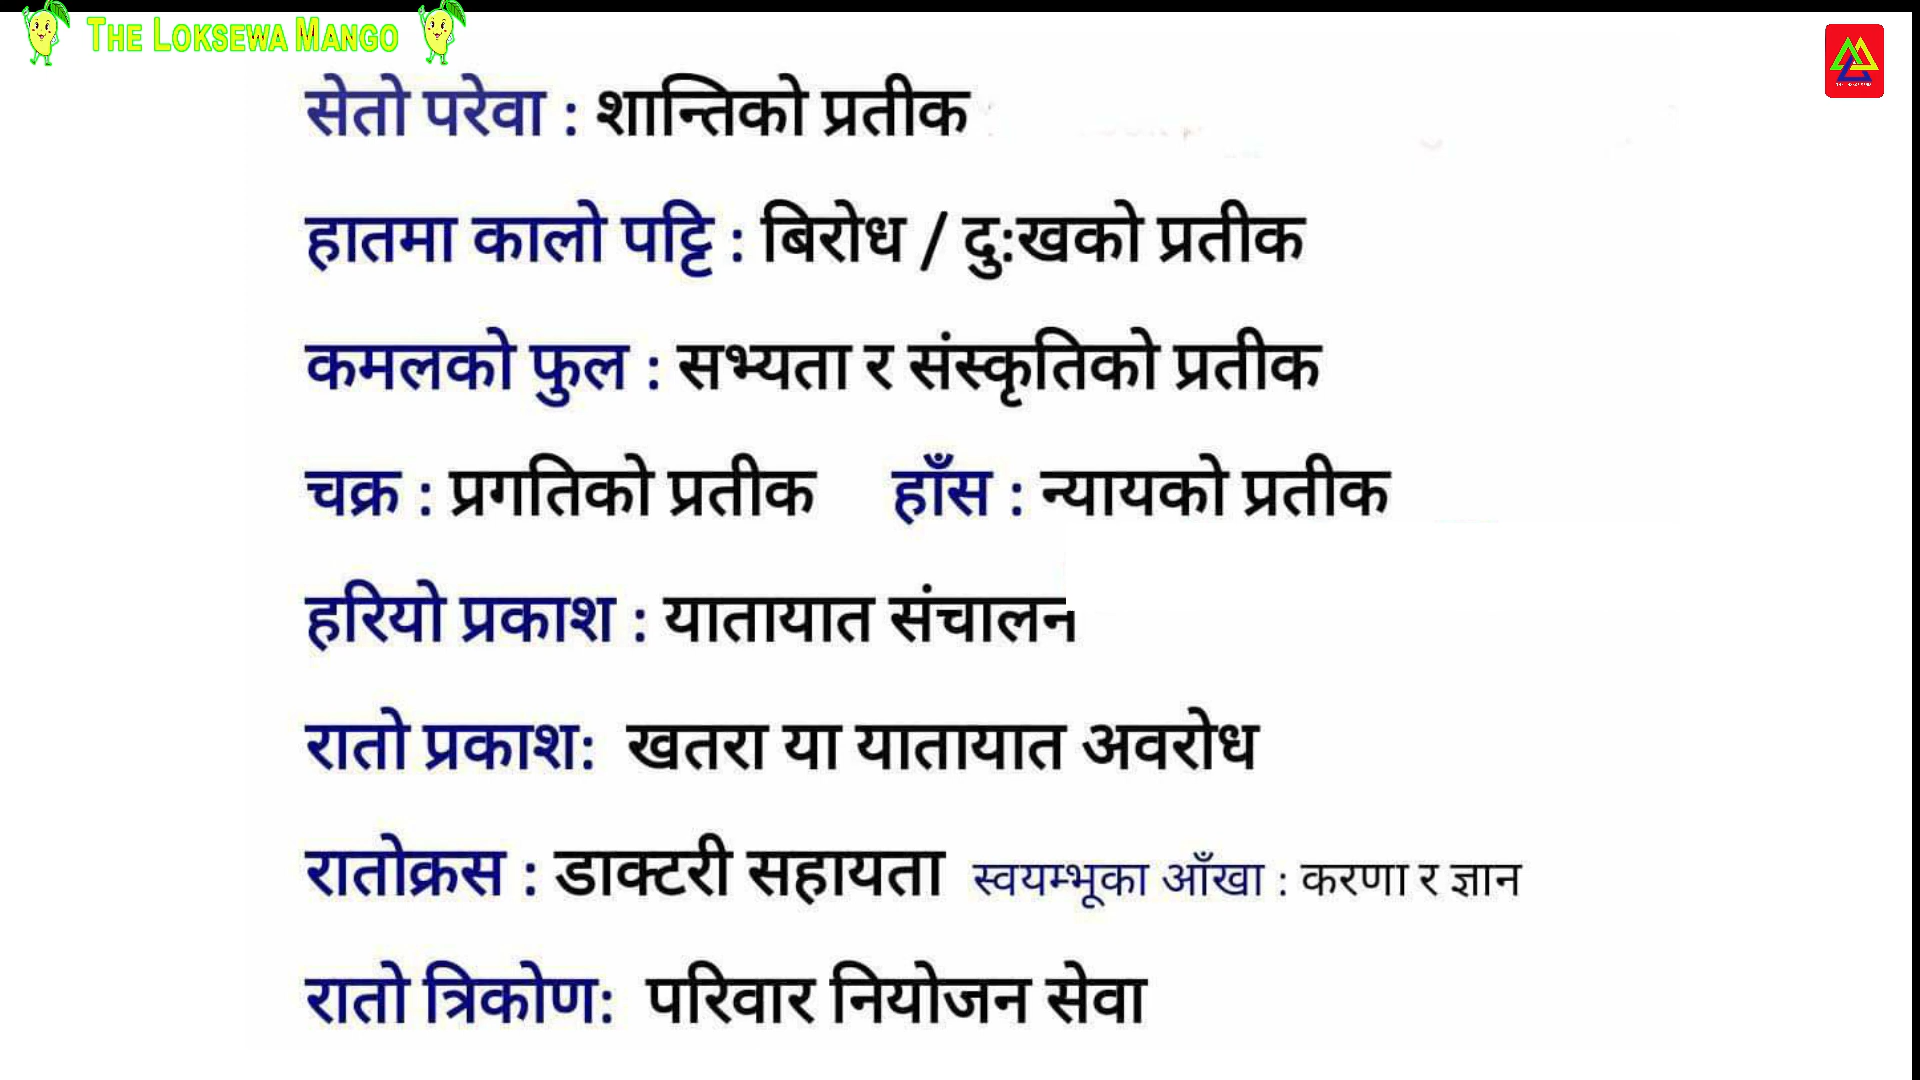 THE LOKSEWA MANGO
सेतो परेवा : शान्तिको प्रतीक
हातमा कालो पट्टि : बिरोध / दु:खको प्रतीक
कमलको फुल : सभ्यता र संस्कृतिको प्रतीक
चक्र : प्रगतिको प्रतीक हाँस : न्यायको प्रतीक
हरियो प्रकाश : यातायात संचालन
रातो प्रकाश: खतरा या यातायात अवरोध
रातोक्रस : डाक्टरी सहायता स्वयम्भूका आँखा : करणा र ज्ञान
रातो त्रिकोण: परिवार नियोजन सेवा